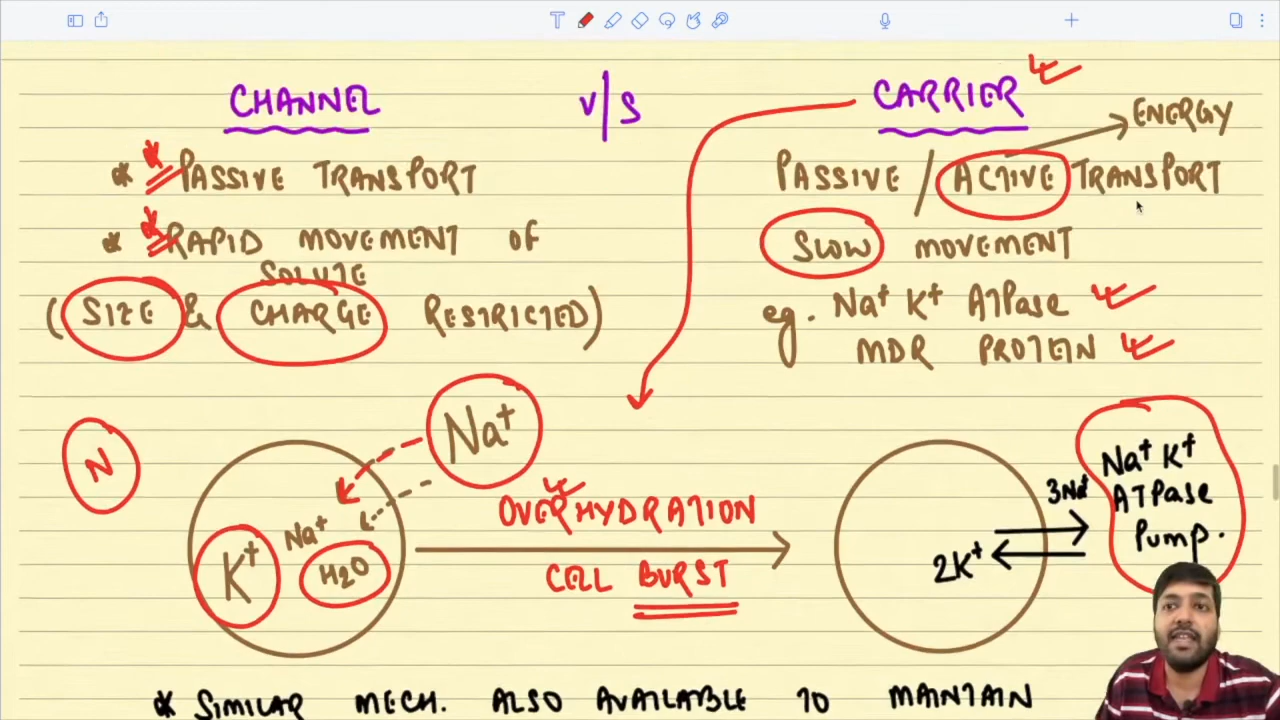 CHANNEL V/S CARRIER
ENERGY
* PASSIVE TRANSPORT
PASSIVE / ACTIVE TRANSPORT
* RAPID MOVEMENT OF SOLUTE
(SIZE & CHARGE RESTRICTED)
SLOW MOVEMENT
eg. Na+ K+ ATPase
MDR PROTEIN
N
Na+
K+
Na+
H2O
OVERHYDRATION
CELL BURST
3Na+
2K+
Na+ K+
ATPase
Pump.
* SIMILAR MECH. ALSO AVAILABLE TO MAINTAIN